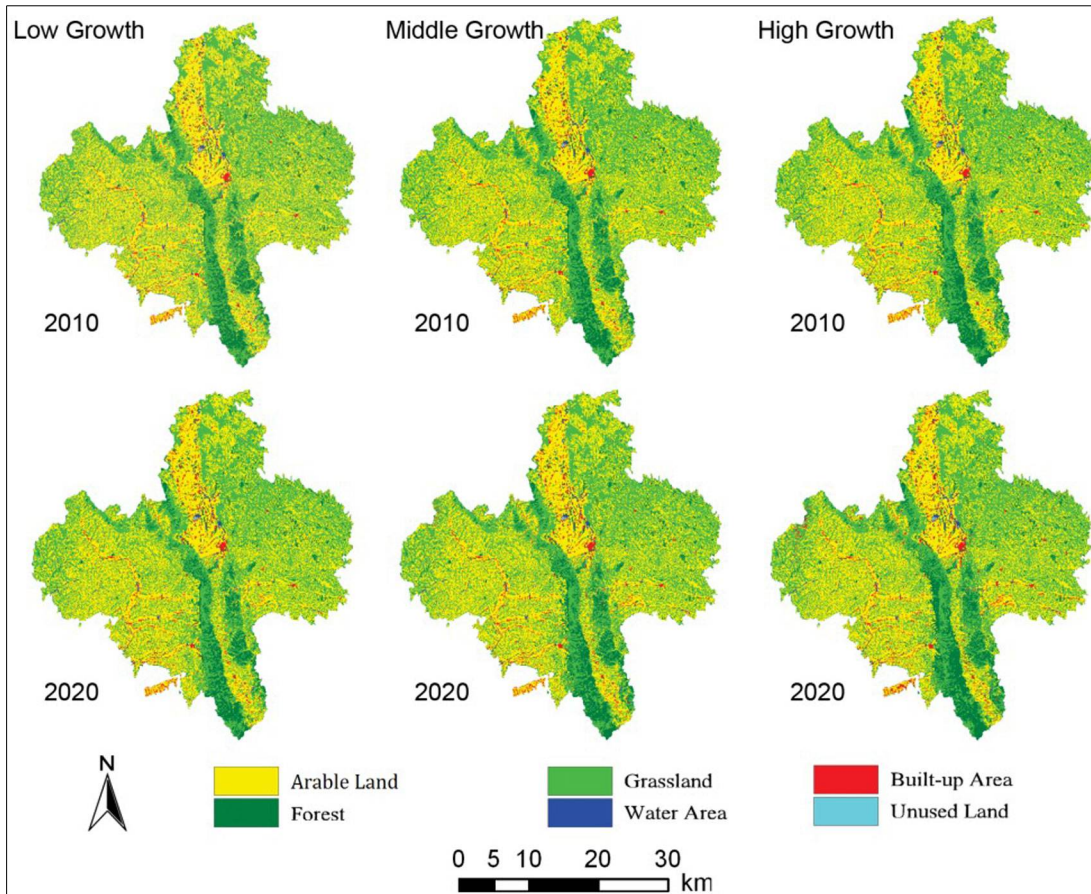 Low Growth
Middle Growth
High Growth
2010
2010
2010
2020
2020
2020
N
Arable Land
Grassland
Built-up Area
Forest
Water Area
Unused Land
0 5 10 20 30
km